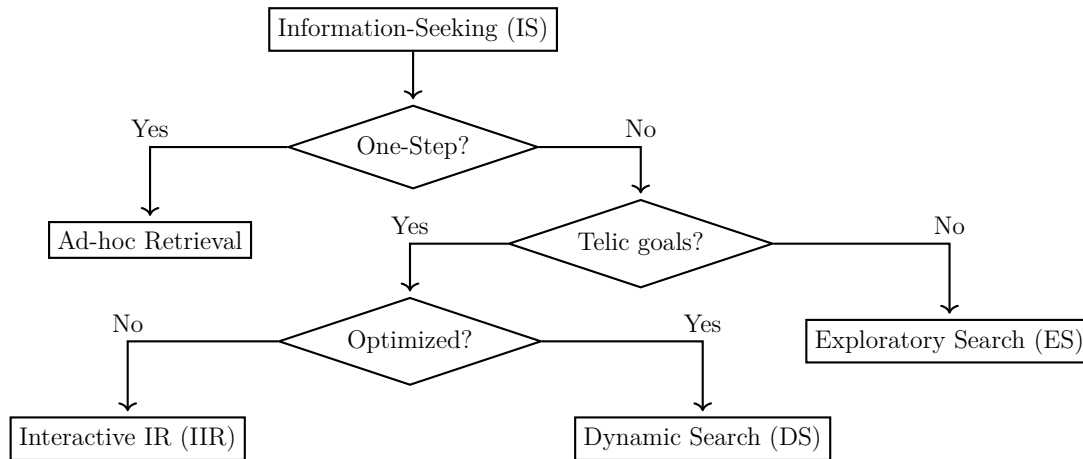 Information-Seeking (IS)
Yes
No
One-Step?
Ad-hoc Retrieval
Yes
Telic goals?
No
No
Optimized?
Yes
Exploratory Search (ES)
Interactive IR (IIR)
Dynamic Search (DS)